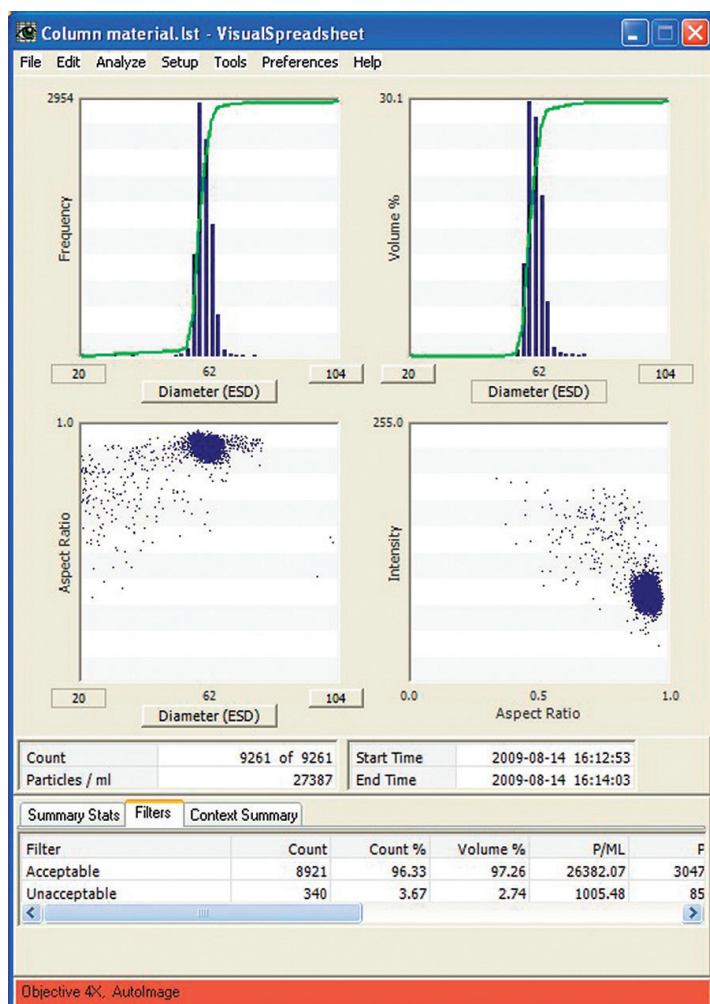 Column material.lst - VisualSpreadsheet
File Edit Analyze Setup Tools Preferences Help
2954
Frequency
20 62 104
Diameter (ESD)
30.1
Volume %
20 62 104
Diameter (ESD)
1.0
Aspect Ratio
20 62 104
Diameter (ESD)
255.0
Intensity
0.0 0.5 1.0
Aspect Ratio
Count 9261 of 9261
Particles / ml 27387
Start Time 2009-08-14 16:12:53
End Time 2009-08-14 16:14:03
Summary Stats Filters Context Summary
Filter Count Count % Volume % P/ML P
Acceptable 8921 96.33 97.26 26382.07 3047
Unacceptable 340 3.67 2.74 1005.48 85
Objective 4X, AutoImage